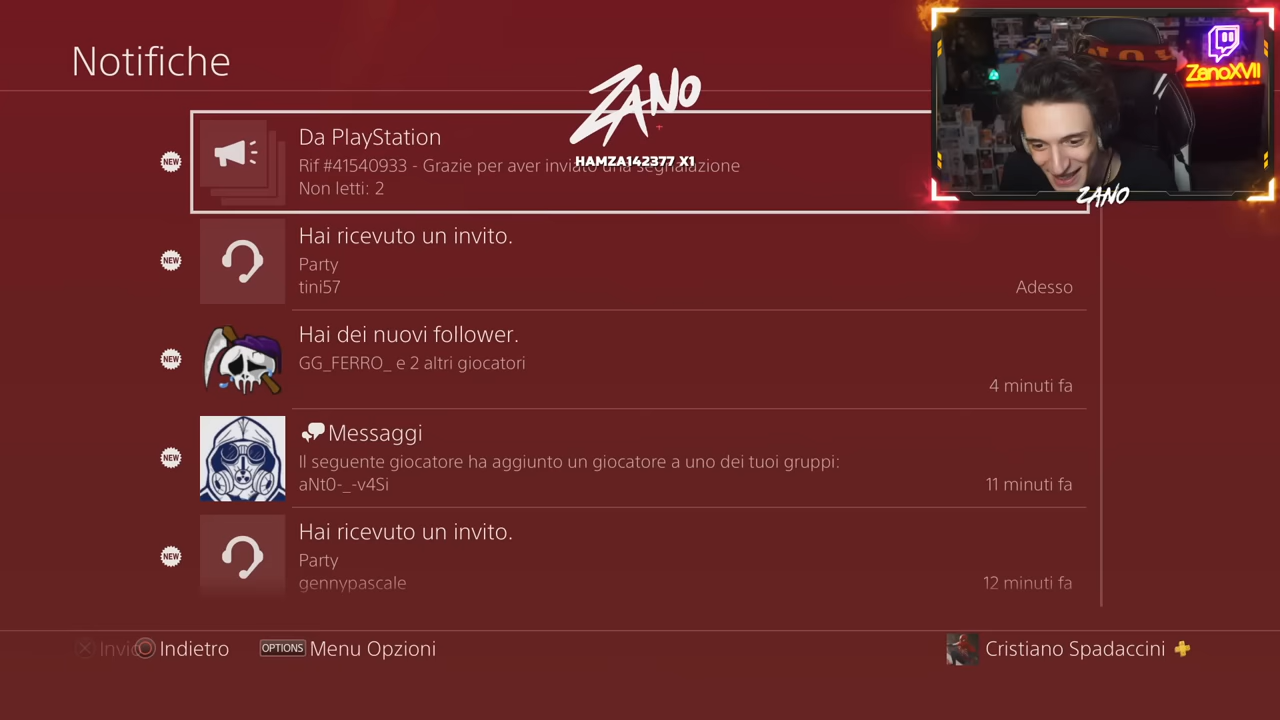 Notifiche
ZANO
HAMZA142377 X1
ZanoXVII
ZANO
NEW
Da PlayStation
Rif #41540933 - Grazie per aver inviato una segnalazione
Non letti: 2
NEW
Hai ricevuto un invito.
Party
tini57
Adesso
NEW
Hai dei nuovi follower.
GG_FERRO_ e 2 altri giocatori
4 minuti fa
NEW
Messaggi
Il seguente giocatore ha aggiunto un giocatore a uno dei tuoi gruppi:
aNt0-_-v4Si
11 minuti fa
NEW
Hai ricevuto un invito.
Party
gennypascale
12 minuti fa
Indietro
OPTIONS Menu Opzioni
Cristiano Spadaccini